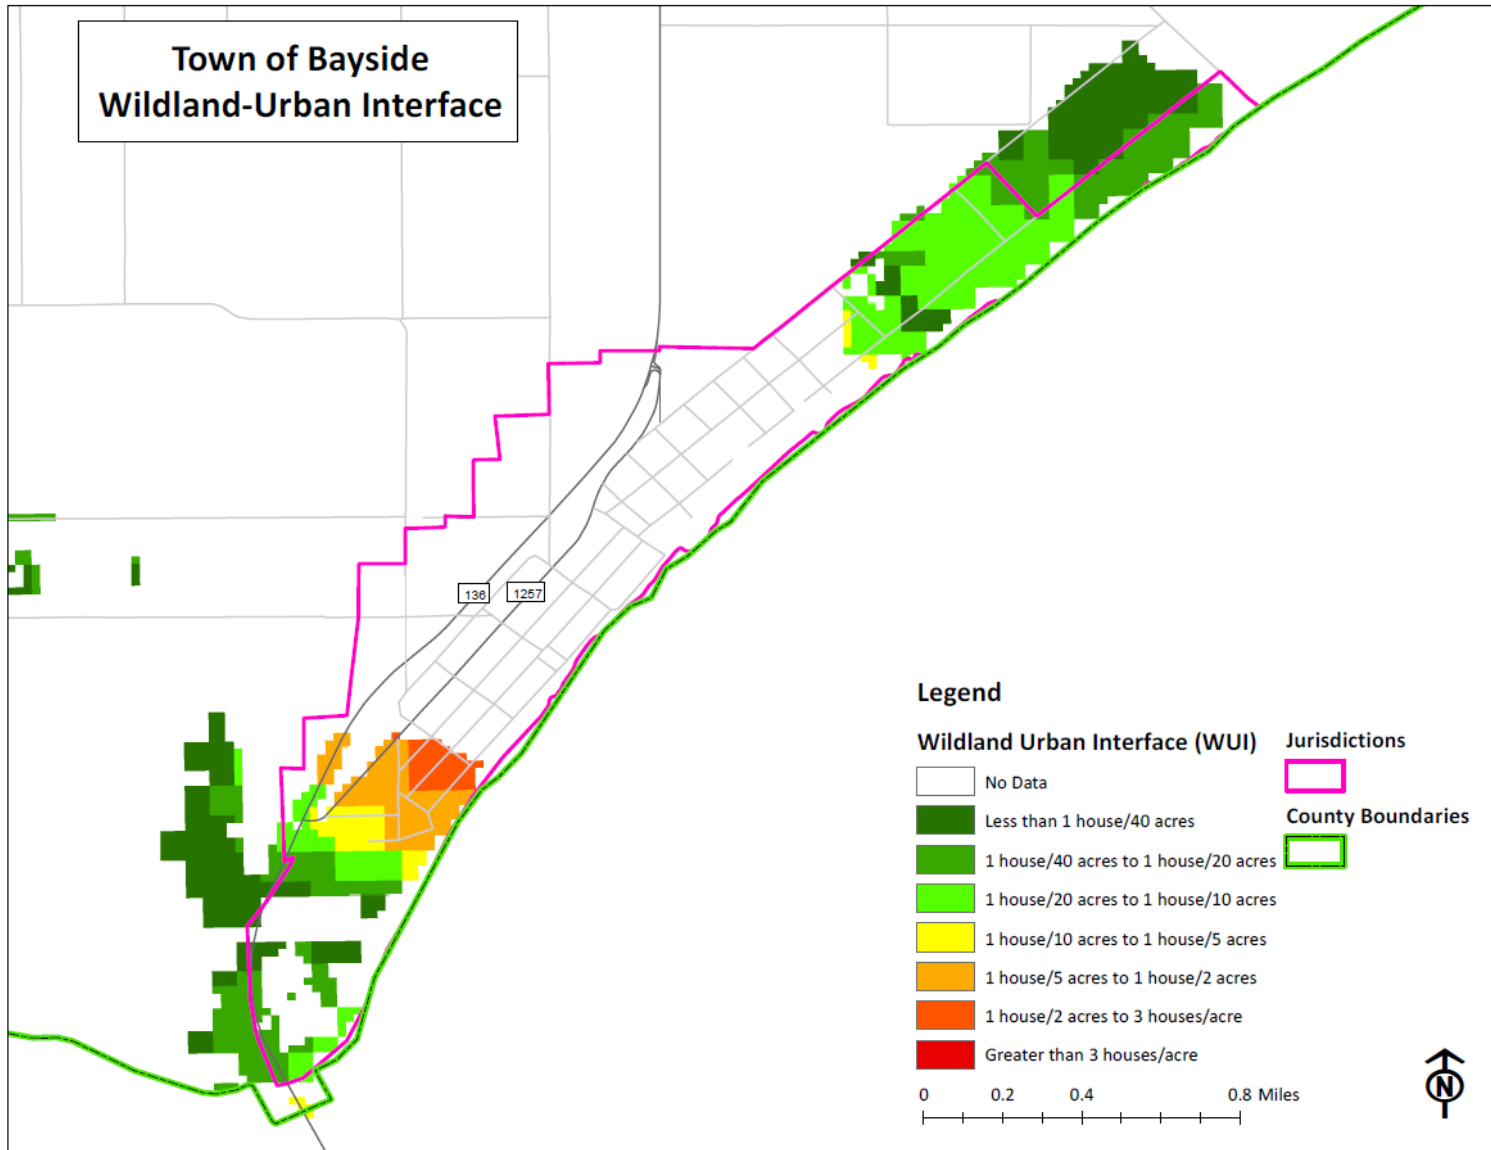 Town of Bayside
Wildland-Urban Interface
136
1257
Legend
Wildland Urban Interface (WUI)
No Data
Less than 1 house/40 acres
1 house/40 acres to 1 house/20 acres
1 house/20 acres to 1 house/10 acres
1 house/10 acres to 1 house/5 acres
1 house/5 acres to 1 house/2 acres
1 house/2 acres to 3 houses/acre
Greater than 3 houses/acre
Jurisdictions
County Boundaries
0 0.2 0.4 0.8 Miles
N